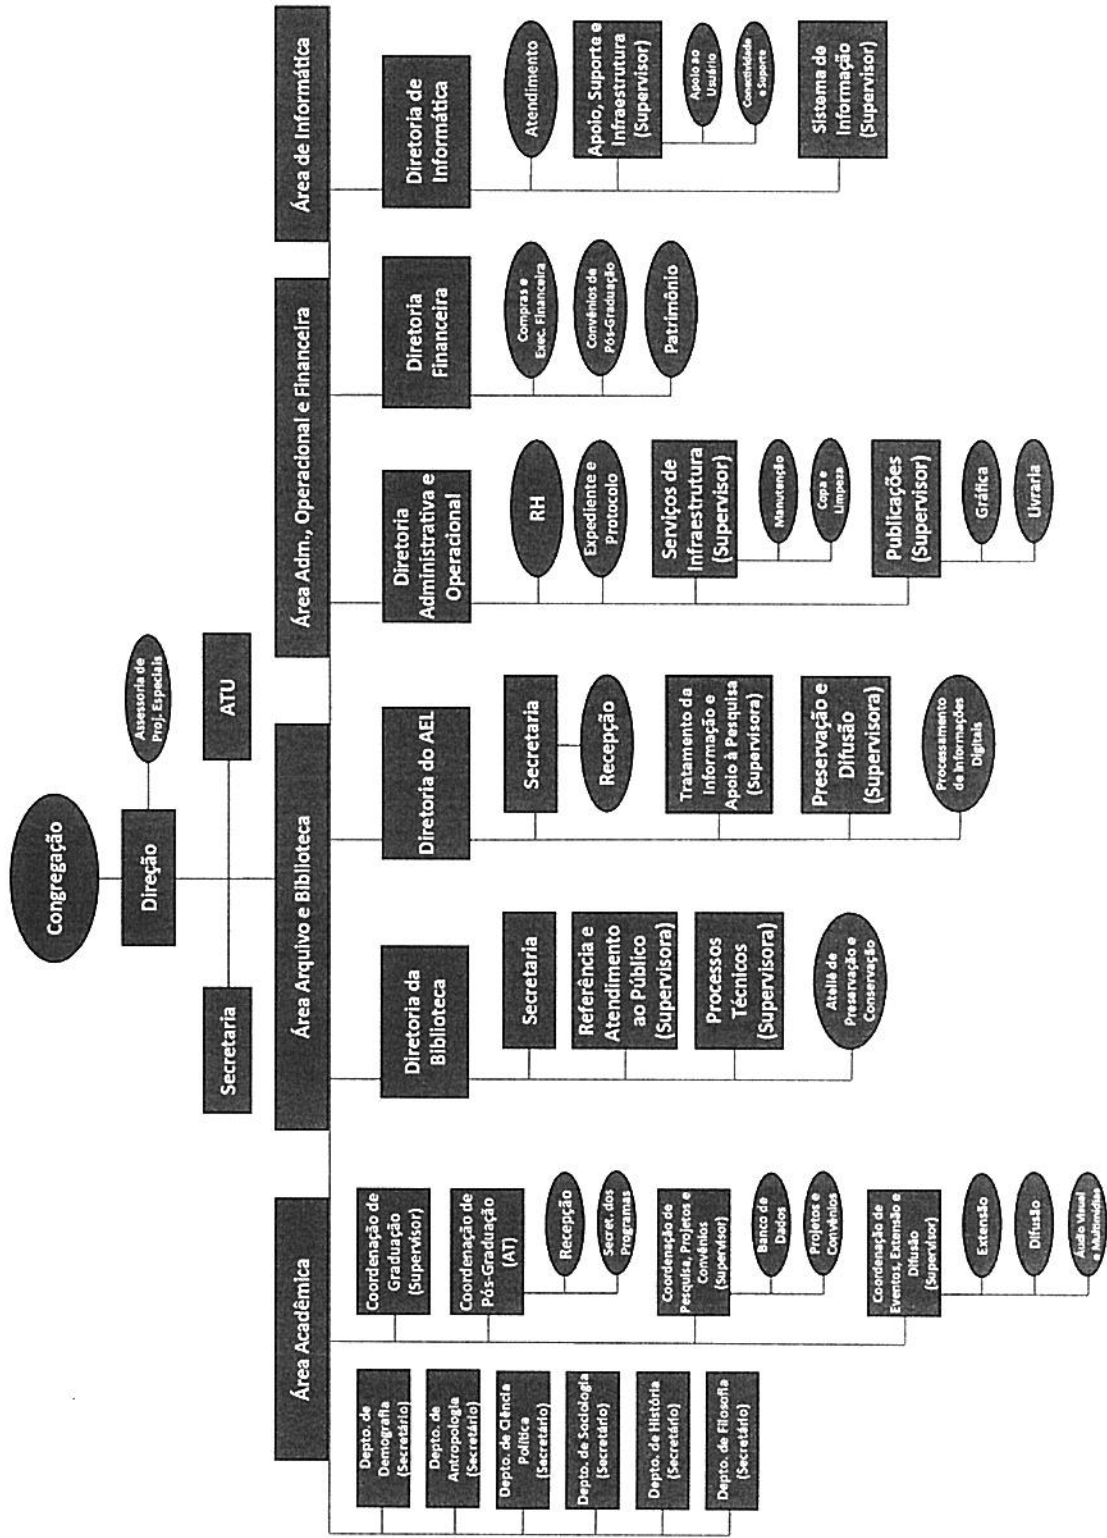 Congregação
Direção
Assessoria de
Proj. Especiais
Secretaria
ATU
Área Acadêmica
Área Arquivo e Biblioteca
Área Adm., Operacional e Financeira
Área de Informática
Depto. de
Demografia
(Secretário)
Depto. de
Antropologia
(Secretário)
Depto. de Ciência
Política
(Secretário)
Depto. de Sociologia
(Secretário)
Depto. de História
(Secretário)
Depto. de Filosofia
(Secretário)
Coordenação de
Graduação
(Supervisor)
Coordenação de
Pós-Graduação
(AT)
Recepção
Secret. dos
Programas
Coordenação de
Pesquisa, Projetos e
Convênios
(Supervisor)
Banco de
Dados
Projetos e
Convênios
Coordenação de
Eventos, Extensão e
Difusão
(Supervisor)
Extensão
Difusão
Áudio Visual
e Multimídias
Diretoria da
Biblioteca
Secretaria
Referência e
Atendimento
ao Público
(Supervisora)
Processos
Técnicos
(Supervisora)
Ateliê de
Preservação e
Conservação
Diretoria do AEL
Secretaria
Recepção
Tratamento da
Informação e
Apoio à Pesquisa
(Supervisora)
Preservação e
Difusão
(Supervisora)
Processamento
de Informações
Digitais
Diretoria
Administrativa e
Operacional
RH
Expediente e
Protocolo
Serviços de
Infraestrutura
(Supervisor)
Manutenção
Copa e
Limpeza
Publicações
(Supervisor)
Gráfica
Livraria
Diretoria
Financeira
Compras e
Exec. Financeira
Convênios de
Pós-Graduação
Patrimônio
Diretoria de
Informática
Atendimento
Apoio, Suporte e
Infraestrutura
(Supervisor)
Apoio ao
Usuário
Conectividade
e Suporte
Sistema de
Informação
(Supervisor)